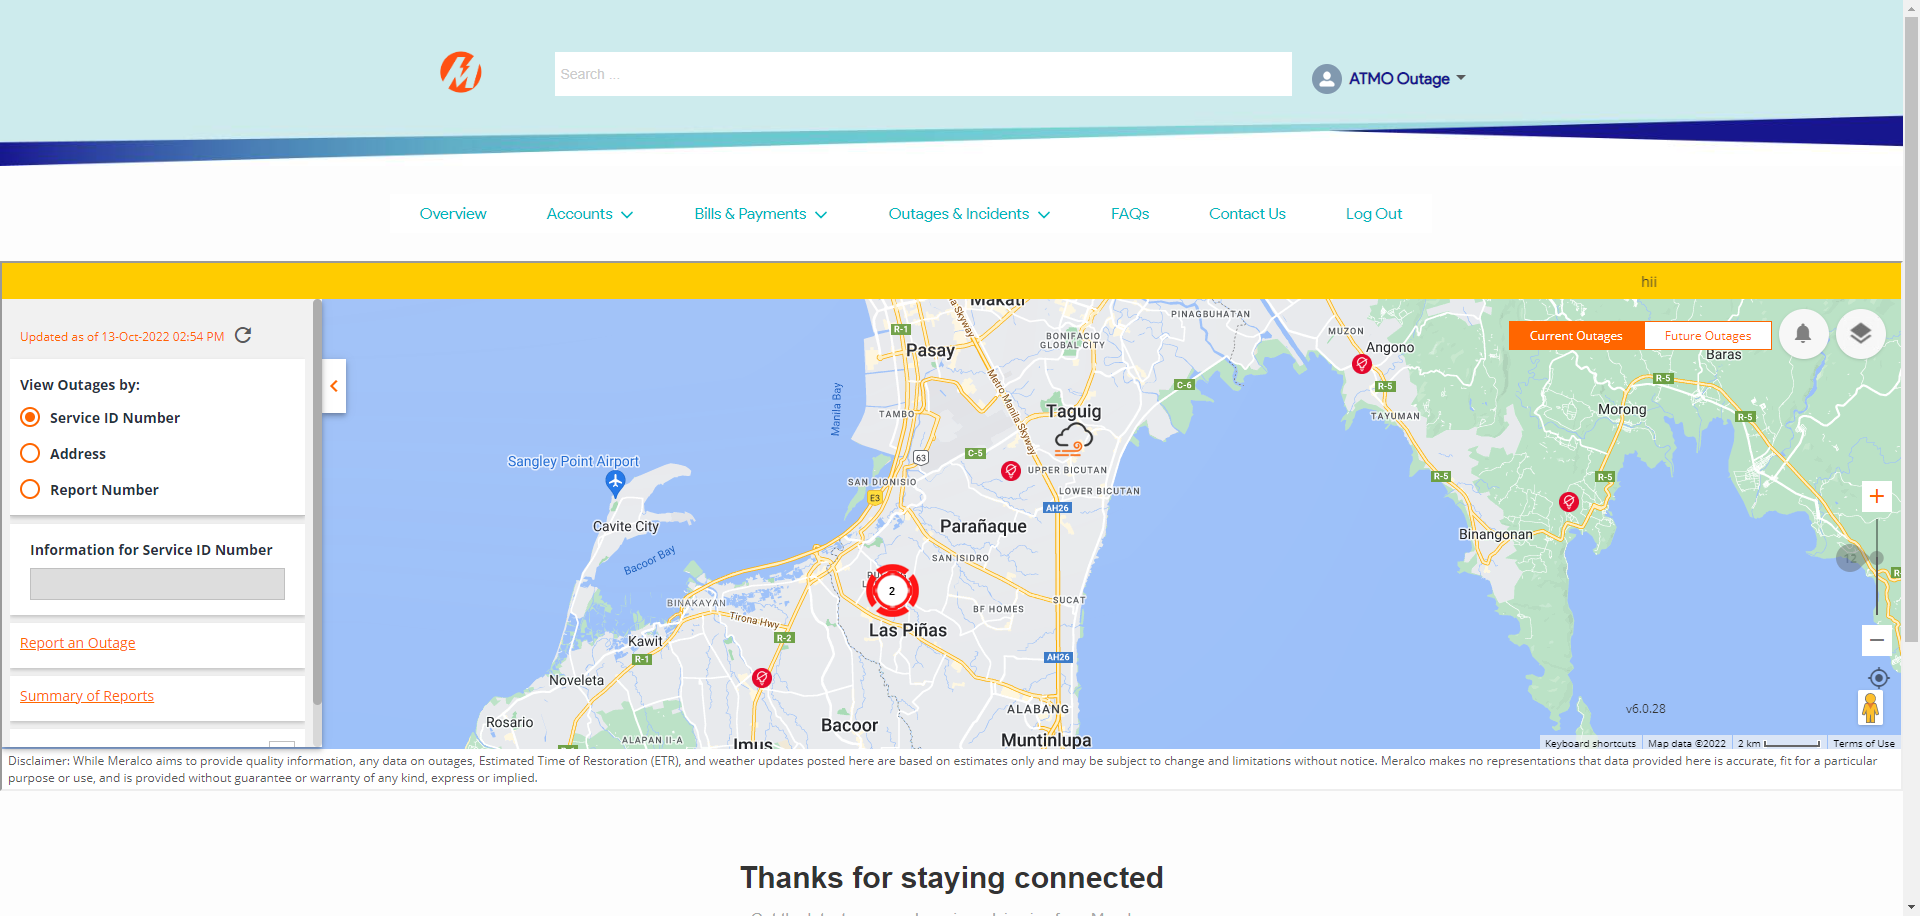 Search ...
ATMO Outage
Overview
Accounts
Bills & Payments
Outages & Incidents
FAQs
Contact Us
Log Out
hii
Updated as of 13-Oct-2022 02:54 PM
View Outages by:
Service ID Number
Address
Report Number
Information for Service ID Number
Report an Outage
Summary of Reports
Current Outages
Future Outages
Makati
PINAGBUHATAN
R-1
Metro Manila Skyway
BONIFACIO
GLOBAL CITY
MUZON
Angono
Baras
Pasay
C-6
R-5
R-5
Manila Bay
TAMBO
Taguig
TAYUMAN
Morong
R-5
63
C-5
Sangley Point Airport
UPPER BICUTAN
R-5
R-5
SAN DIONISIO
LOWER BICUTAN
E3
AH26
Cavite City
Parañaque
Binangonan
Bacoor Bay
SAN ISIDRO
12
2
BINAKAYAN
BF HOMES
SUCAT
Tirona Hwy
Las Piñas
R-2
Kawit
R-1
AH26
Noveleta
ALABANG
v6.0.28
Rosario
Bacoor
ALAPAN II-A
Imus
Muntinlupa
Keyboard shortcuts
Map data ©2022
2 km
Terms of Use
Disclaimer: While Meralco aims to provide quality information, any data on outages, Estimated Time of Restoration (ETR), and weather updates posted here are based on estimates only and may be subject to change and limitations without notice. Meralco makes no representations that data provided here is accurate, fit for a particular
purpose or use, and is provided without guarantee or warranty of any kind, express or implied.
Thanks for staying connected